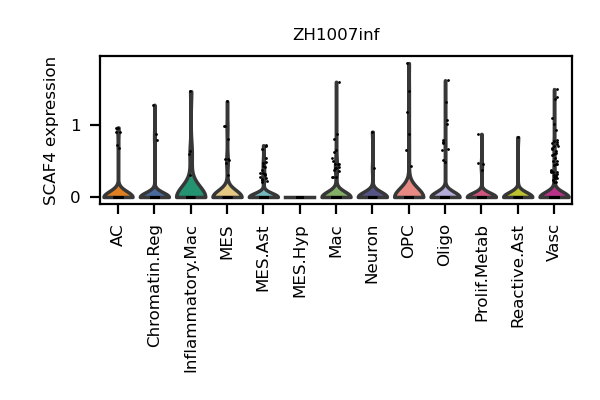 ZH1007inf
SCAF4 expression
1
0
AC
Chromatin.Reg
Inflammatory.Mac
MES
MES.Ast
MES.Hyp
Mac
Neuron
OPC
Oligo
Prolif.Metab
Reactive.Ast
Vasc